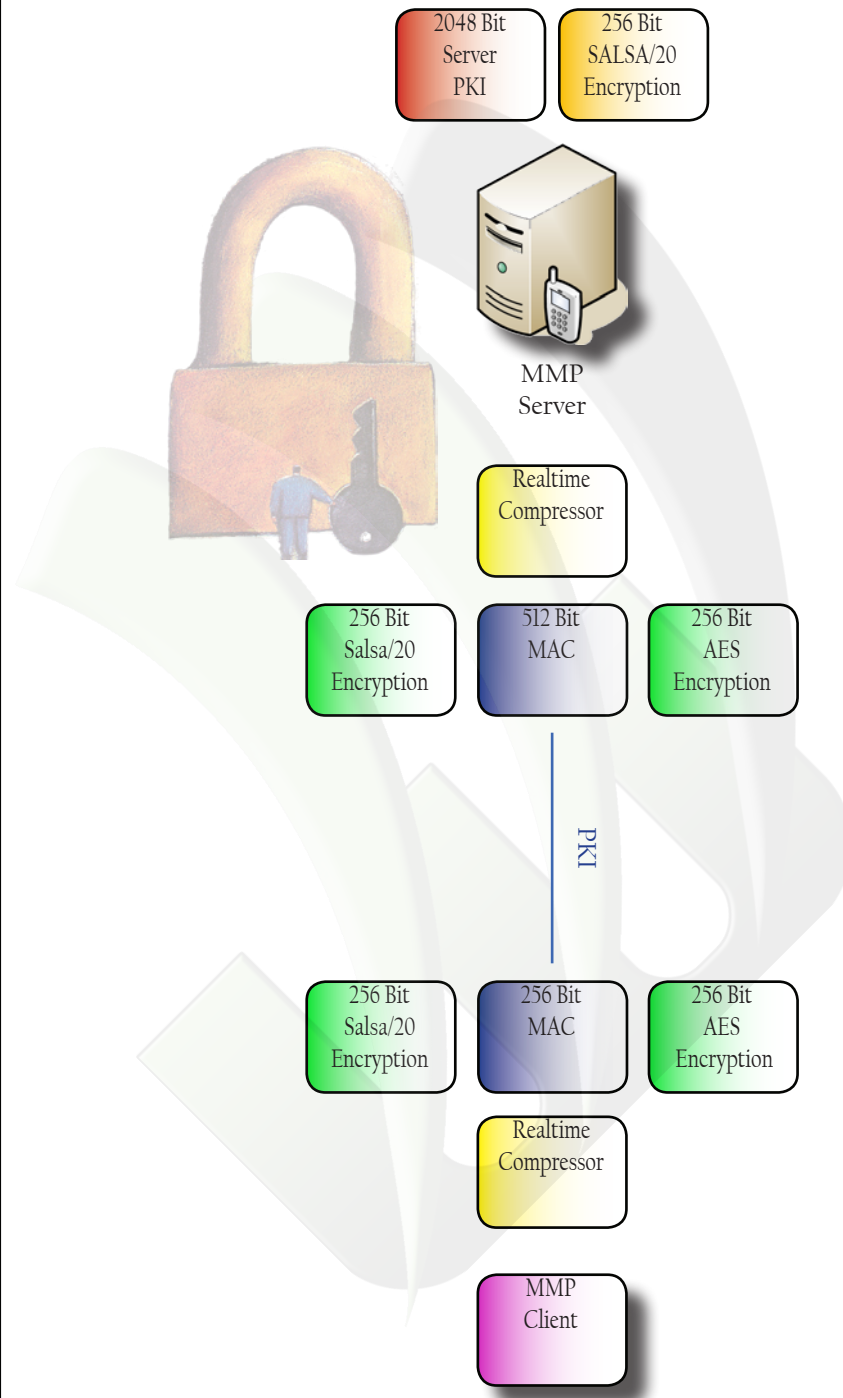 2048 Bit
Server
PKI
256 Bit
SALSA/20
Encryption
MMP
Server
Realtime
Compressor
256 Bit
Salsa/20
Encryption
512 Bit
MAC
256 Bit
AES
Encryption
PKI
256 Bit
Salsa/20
Encryption
256 Bit
MAC
256 Bit
AES
Encryption
Realtime
Compressor
MMP
Client